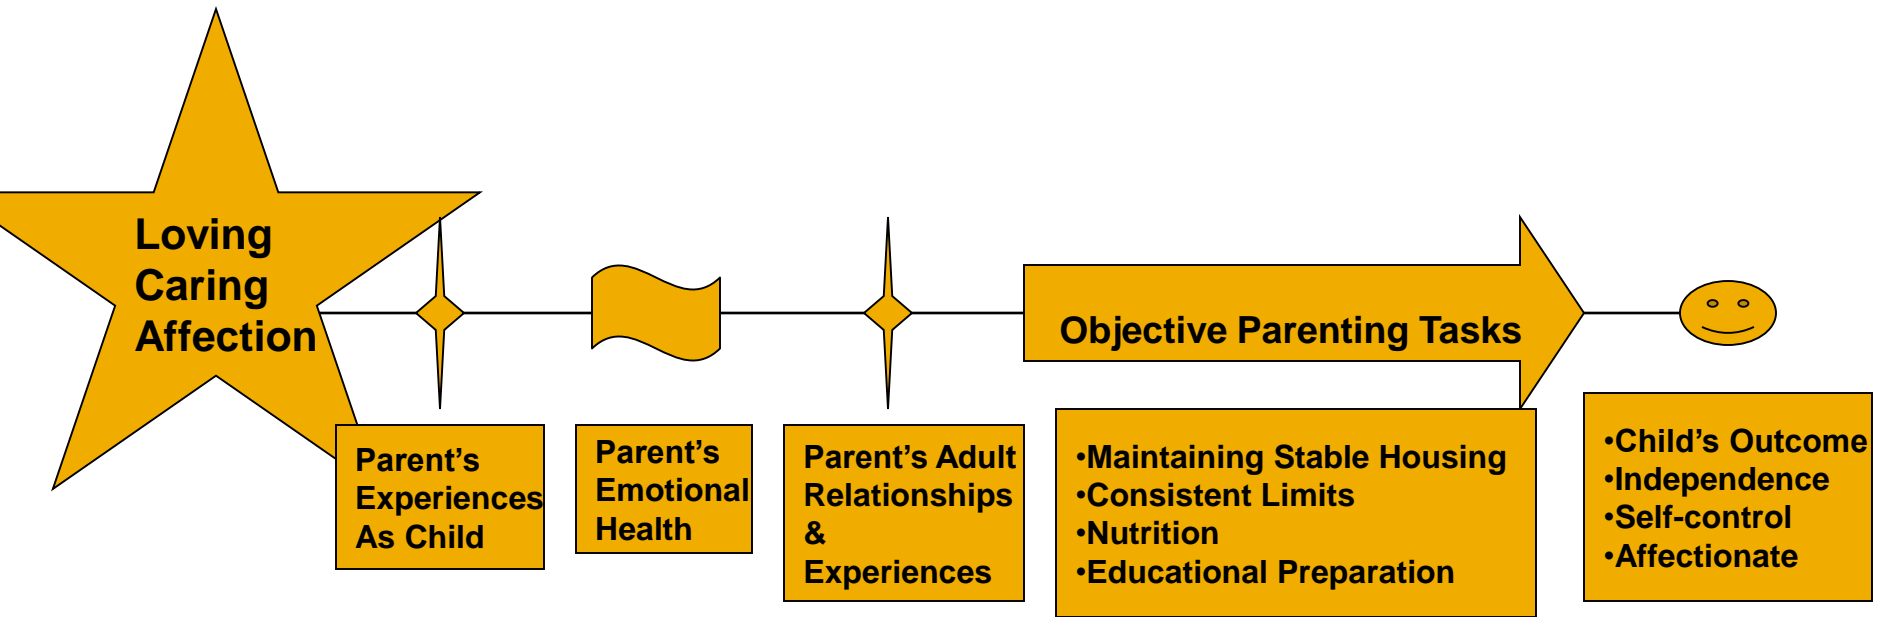 Loving
Caring
Affection
Objective Parenting Tasks
Parent's
Experiences
As Child
Parent's
Emotional
Health
Parent's Adult
Relationships
&
Experiences
•Maintaining Stable Housing
•Consistent Limits
•Nutrition
•Educational Preparation
•Child's Outcome
•Independence
•Self-control
•Affectionate